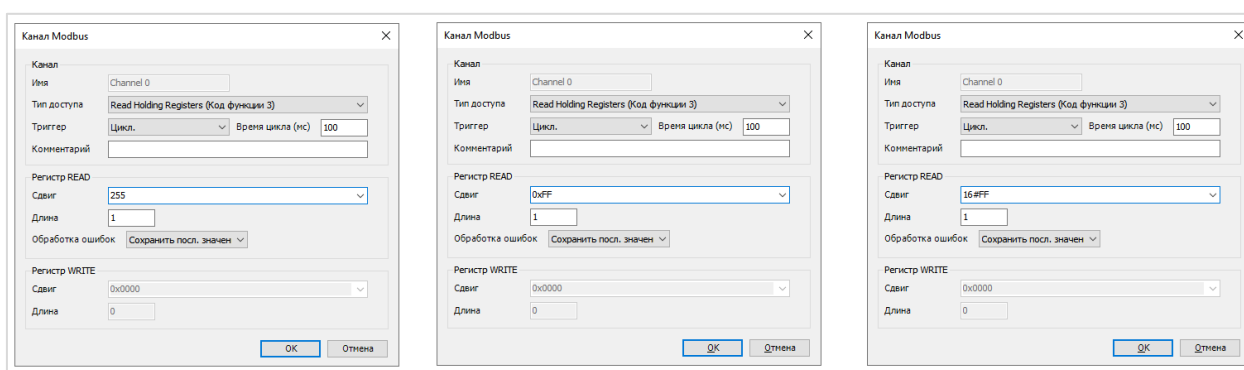 Канал Modbus
Канал
Имя Channel 0
Тип доступа Read Holding Registers (Код функции 3)
Триггер Цикл. Время цикла (мс) 100
Комментарий
Регистр READ
Сдвиг 255
Длина 1
Обработка ошибок Сохранить посл. значен
Регистр WRITE
Сдвиг 0x0000
Длина 0
OK Отмена
Канал Modbus
Канал
Имя Channel 0
Тип доступа Read Holding Registers (Код функции 3)
Триггер Цикл. Время цикла (мс) 100
Комментарий
Регистр READ
Сдвиг 0xFF
Длина 1
Обработка ошибок Сохранить посл. значен
Регистр WRITE
Сдвиг 0x0000
Длина 0
OK Отмена
Канал Modbus
Канал
Имя Channel 0
Тип доступа Read Holding Registers (Код функции 3)
Триггер Цикл. Время цикла (мс) 100
Комментарий
Регистр READ
Сдвиг 16#FF
Длина 1
Обработка ошибок Сохранить посл. значен
Регистр WRITE
Сдвиг 0x0000
Длина 0
OK Отмена